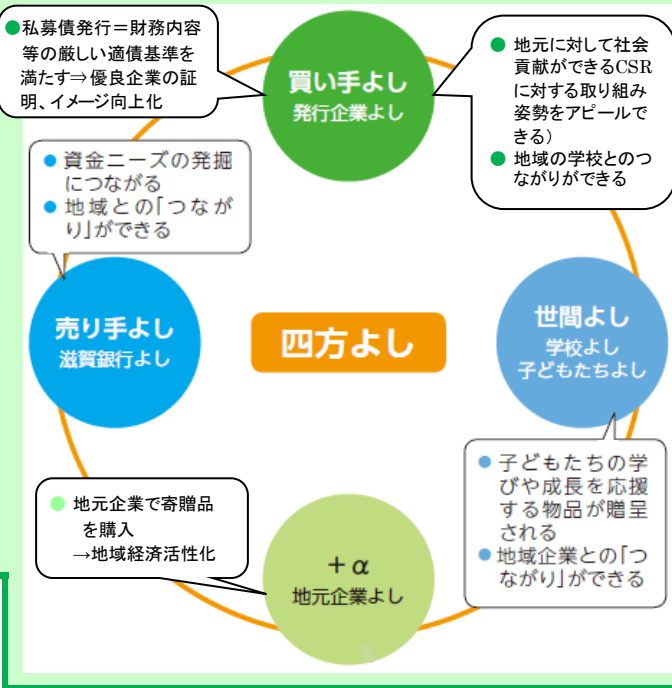 ●私募債発行＝財務内容
等の厳しい適債基準を
満たす⇒優良企業の証
明、イメージ向上化
買い手よし
発行企業よし
● 地元に対して社会
貢献ができるCSR
に対する取り組み
姿勢をアピールで
きる）
● 地域の学校とのつ
ながりができる
● 資金ニーズの発掘
につながる
● 地域との「つなが
り」ができる
売り手よし
滋賀銀行よし
四方よし
世間よし
学校よし
子どもたちよし
● 子どもたちの学
びや成長を応援
する物品が贈呈
される
● 地域企業との「つ
ながり」ができる
● 地元企業で寄贈品
を購入
→地域経済活性化
＋α
地元企業よし